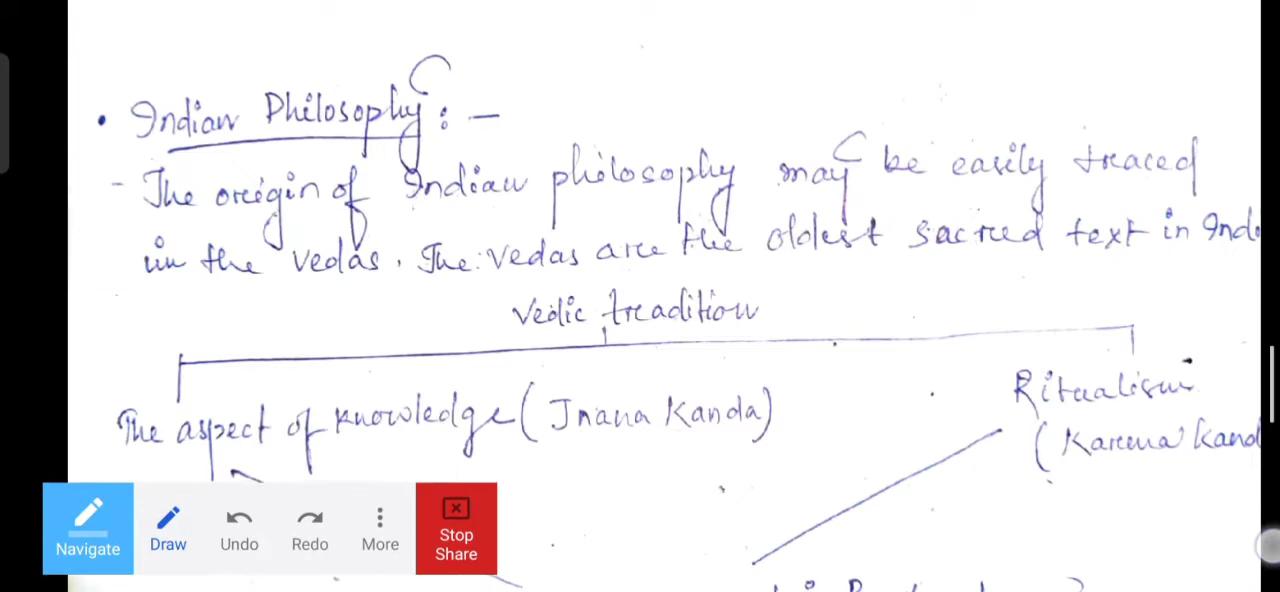 • Indian Philosophy: —
- The origin of Indian philosophy may be easily traced
in the vedas. The vedas are the oldest sacred text in Ind
Vedic tradition
The aspect of knowledge (Jnana Kanda)
Ritualism
(Karma Kand
Navigate
Draw
Undo
Redo
More
Stop
Share